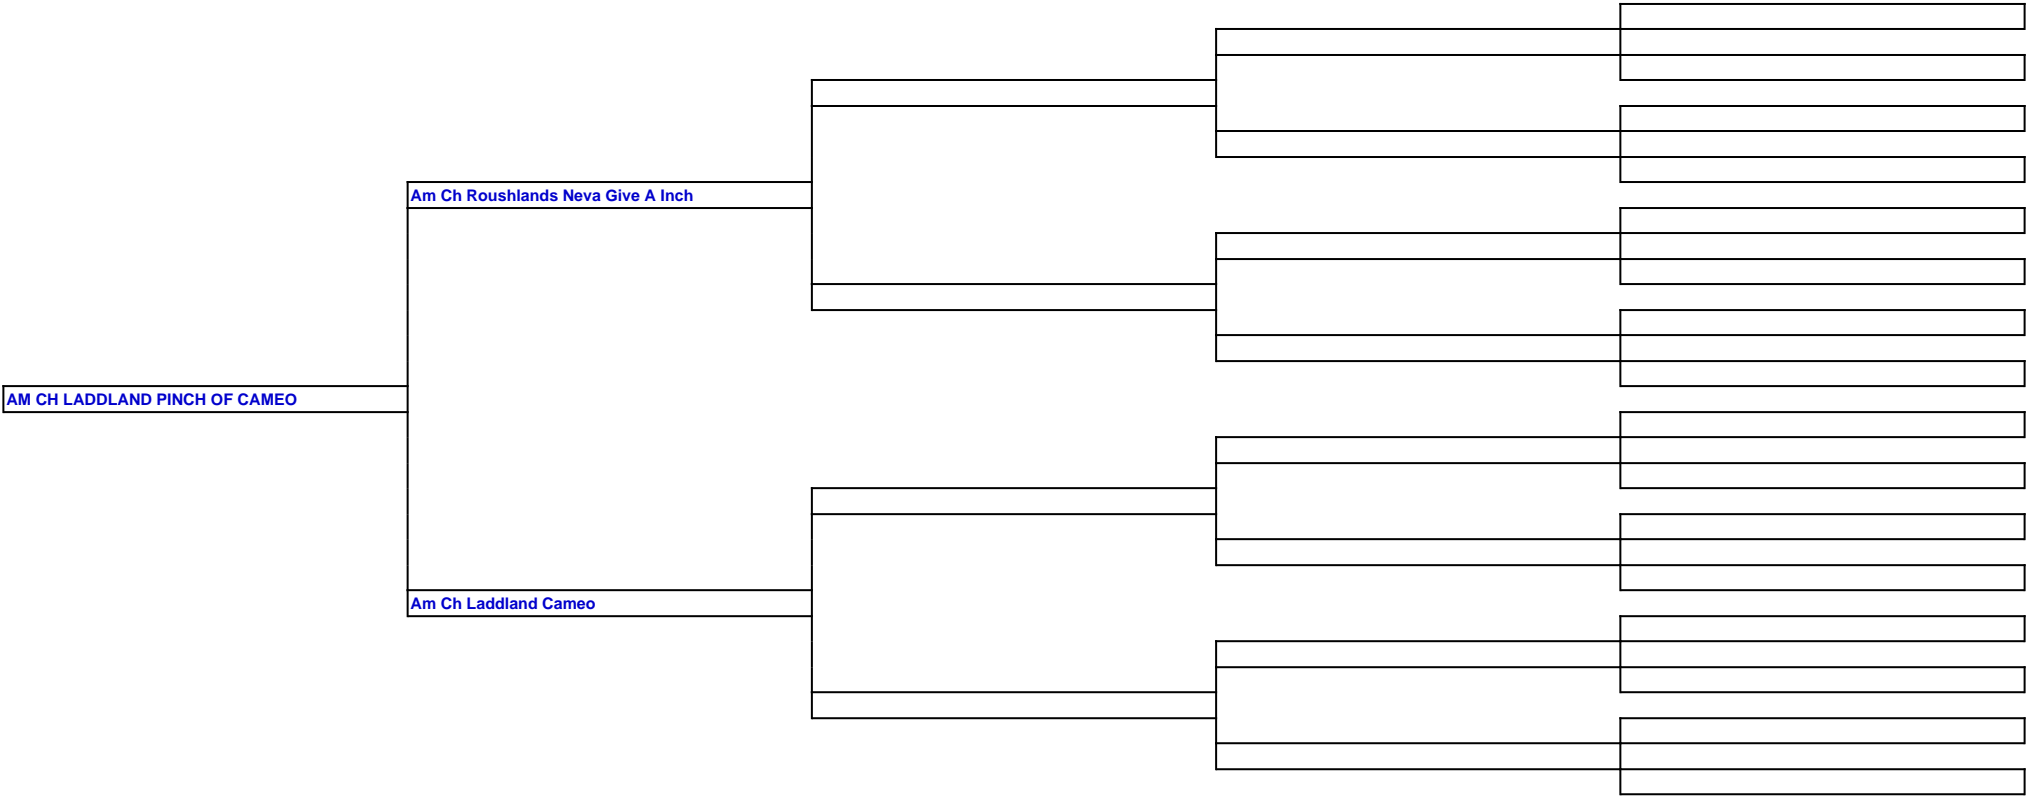 Am Ch Roushlands Neva Give A Inch
AM CH LADDLAND PINCH OF CAMEO
Am Ch Laddland Cameo